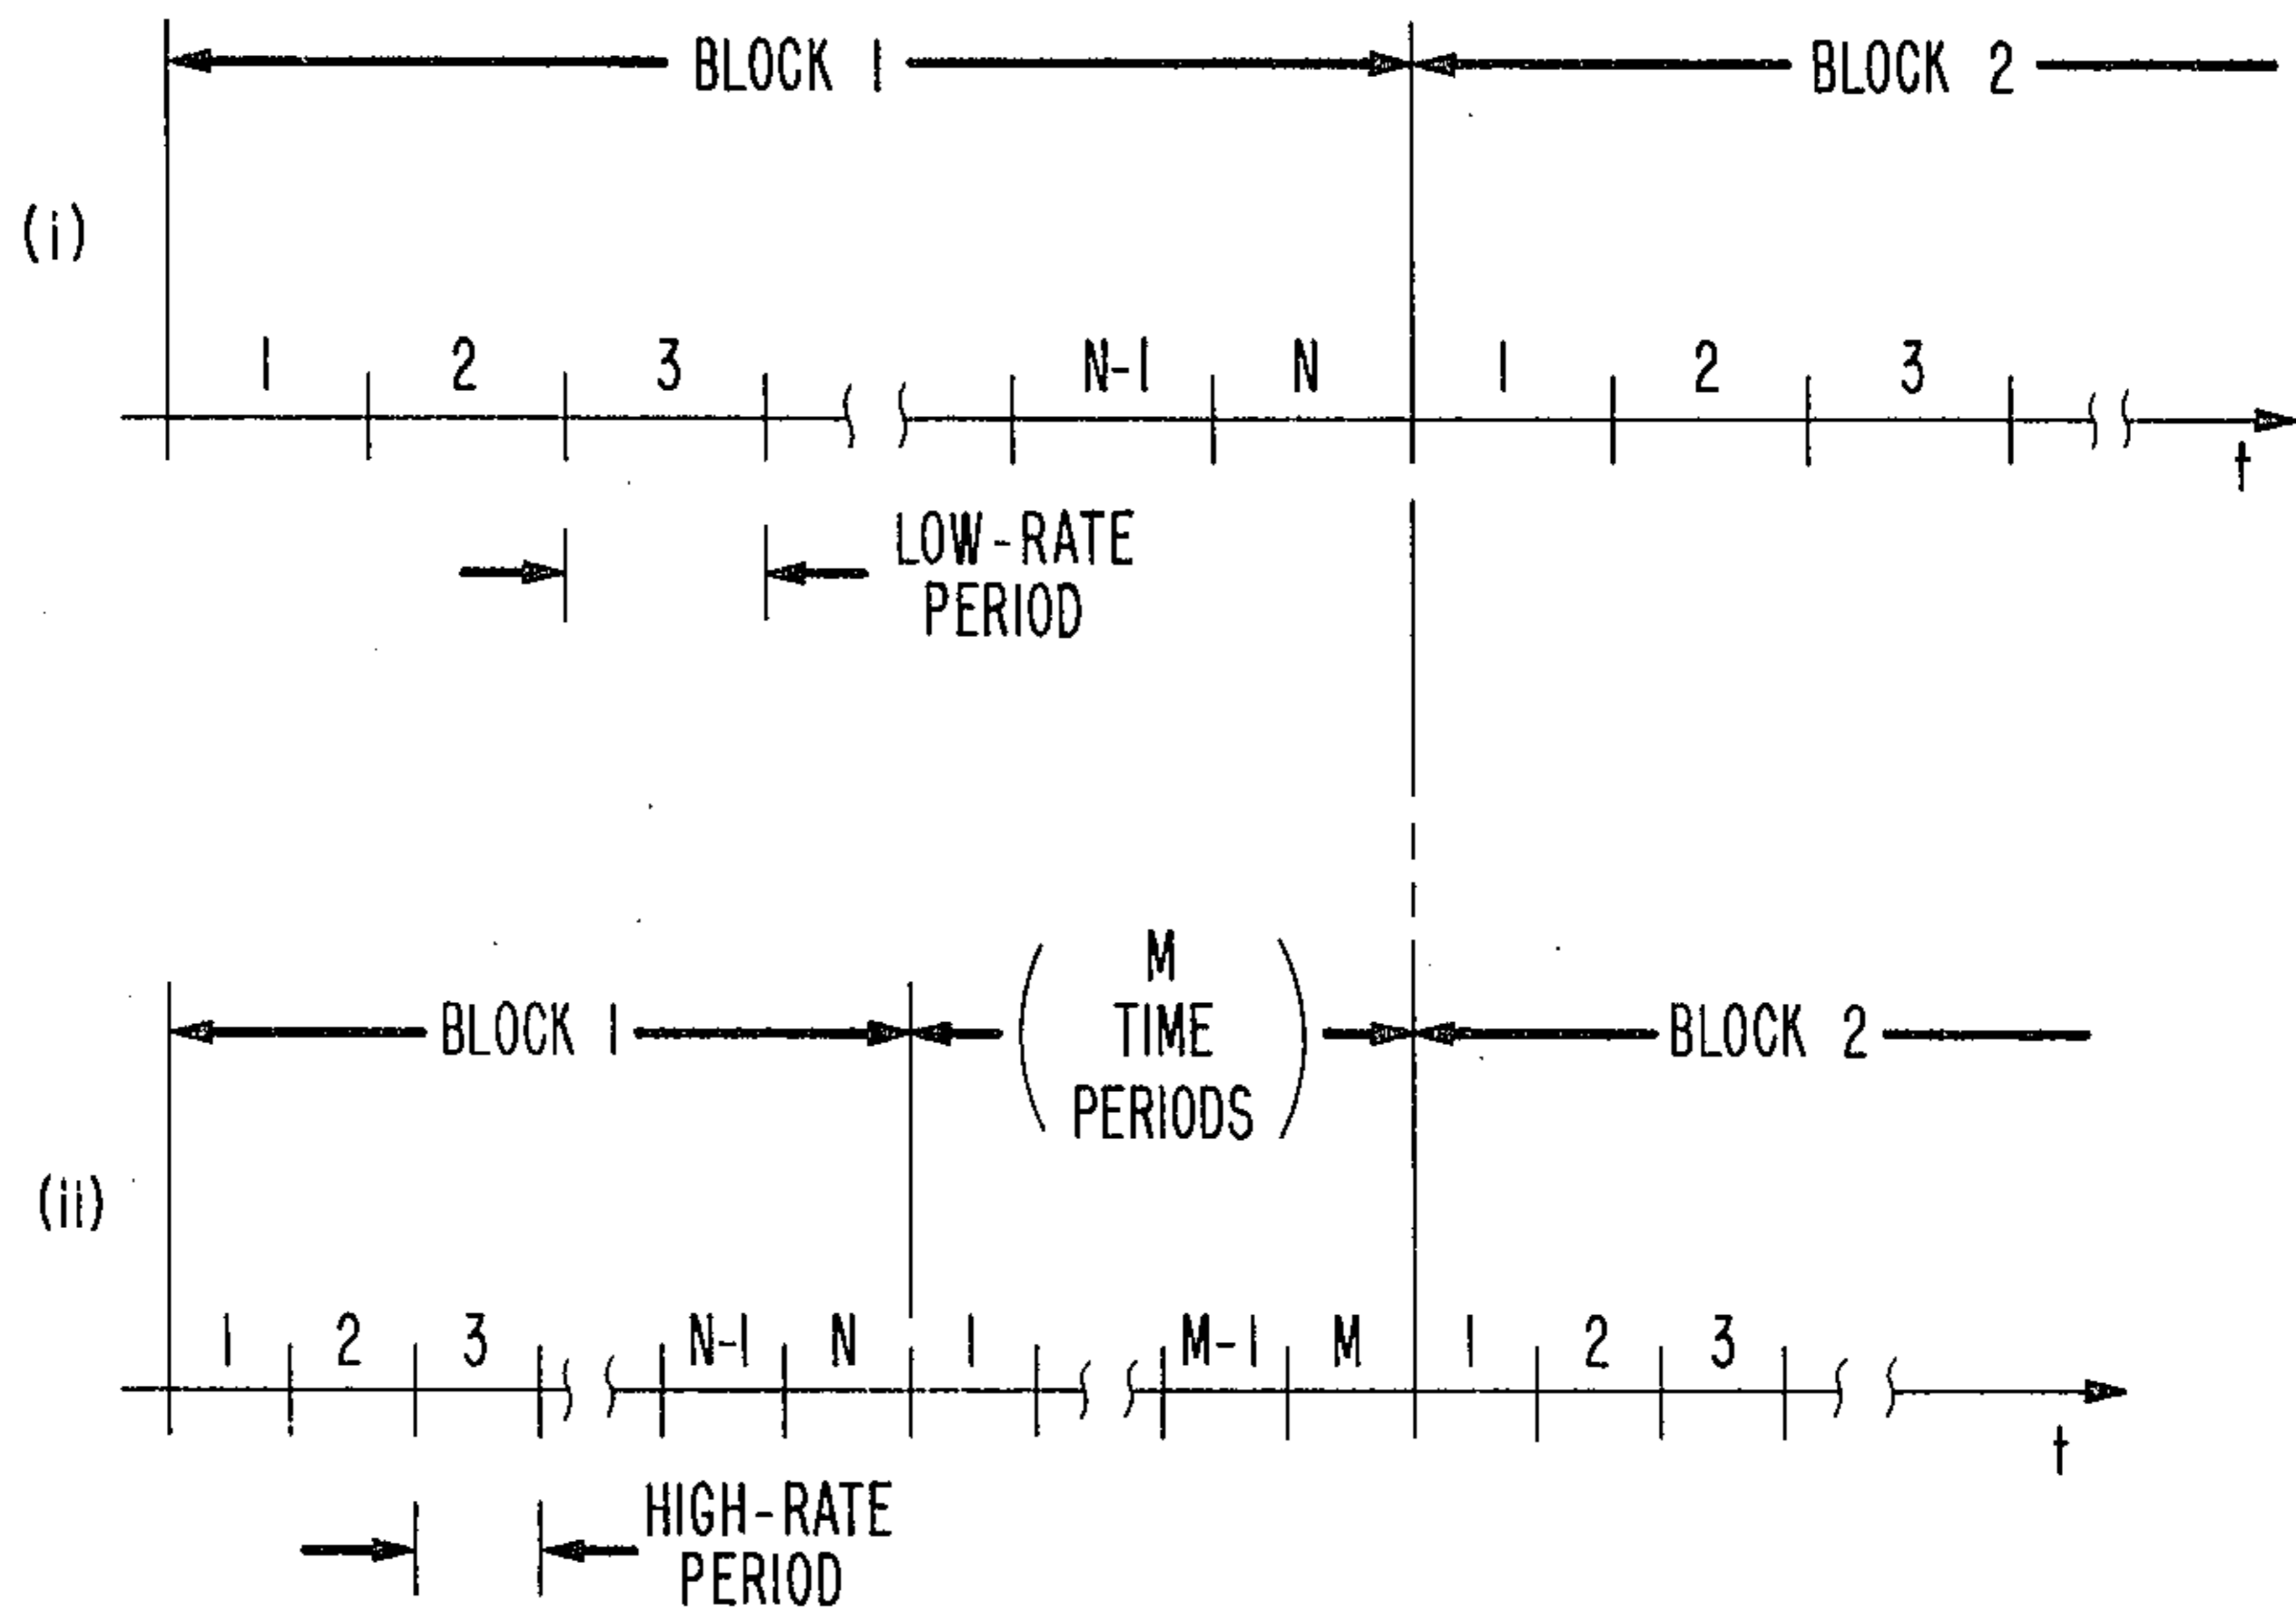 BLOCK 1
BLOCK 2
(i)
1 2 3 N-1 N 1 2 3
t
LOW-RATE
PERIOD
M
TIME
PERIODS
BLOCK 1
BLOCK 2
(ii)
1 2 3 N-1 N 1 M-1 M 1 2 3
t
HIGH-RATE
PERIOD